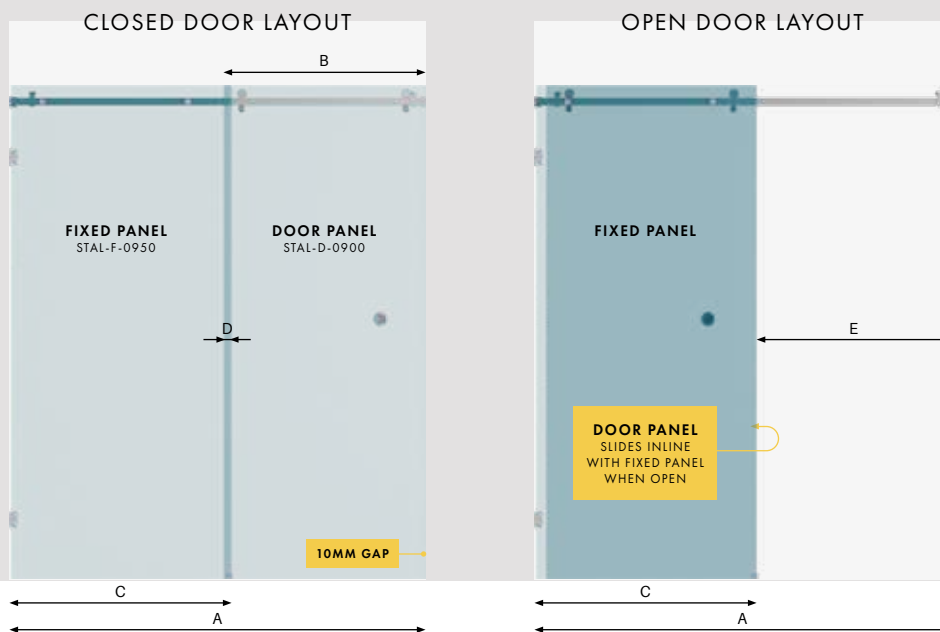 CLOSED DOOR LAYOUT
B
FIXED PANEL
STAL-F-0950
DOOR PANEL
STAL-D-0900
D
10MM GAP
C
A
OPEN DOOR LAYOUT
FIXED PANEL
E
DOOR PANEL
SLIDES INLINE
WITH FIXED PANEL
WHEN OPEN
C
A